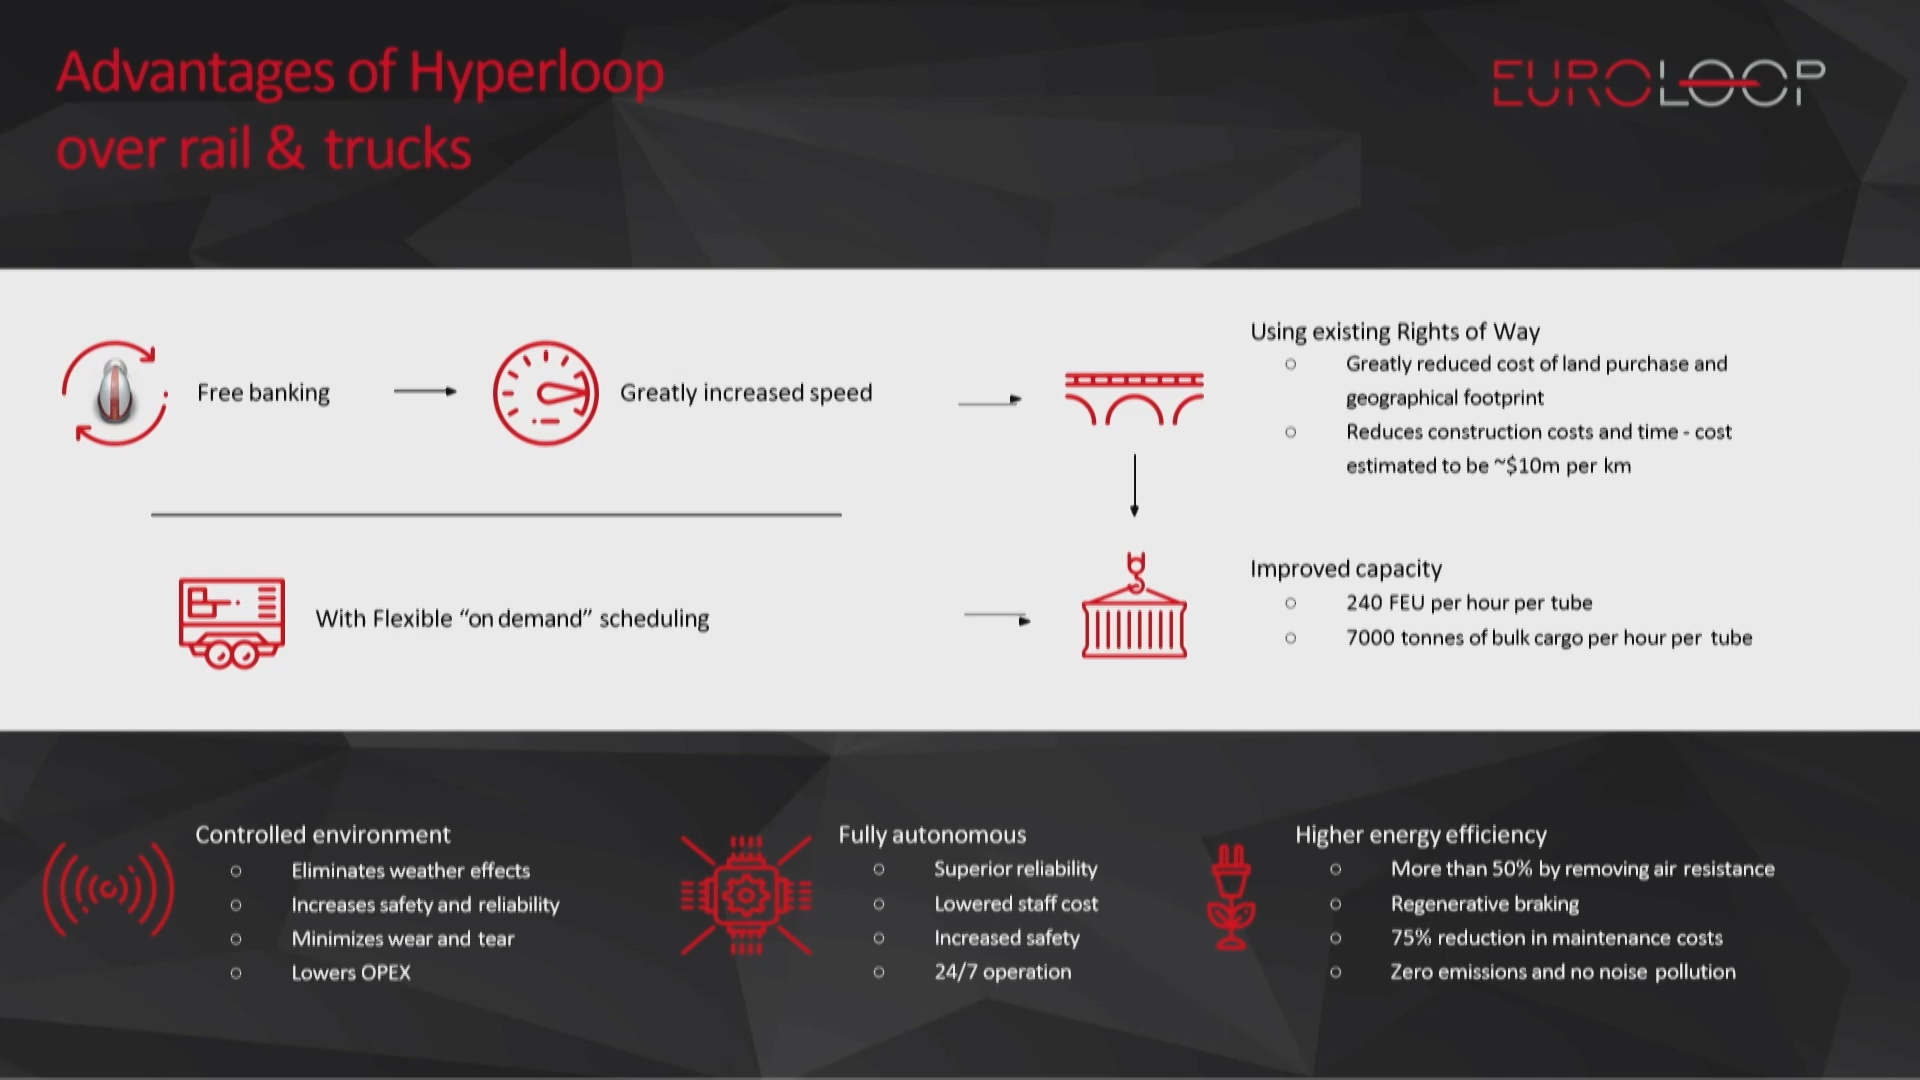 Advantages of Hyperloop
over rail & trucks
EUROLOOP
Free banking
Greatly increased speed
Using existing Rights of Way
Greatly reduced cost of land purchase and
geographical footprint
Reduces construction costs and time - cost
estimated to be ~$10m per km
With Flexible “on demand” scheduling
Improved capacity
240 FEU per hour per tube
7000 tonnes of bulk cargo per hour per tube
Controlled environment
Eliminates weather effects
Increases safety and reliability
Minimizes wear and tear
Lowers OPEX
Fully autonomous
Superior reliability
Lowered staff cost
Increased safety
24/7 operation
Higher energy efficiency
More than 50% by removing air resistance
Regenerative braking
75% reduction in maintenance costs
Zero emissions and no noise pollution